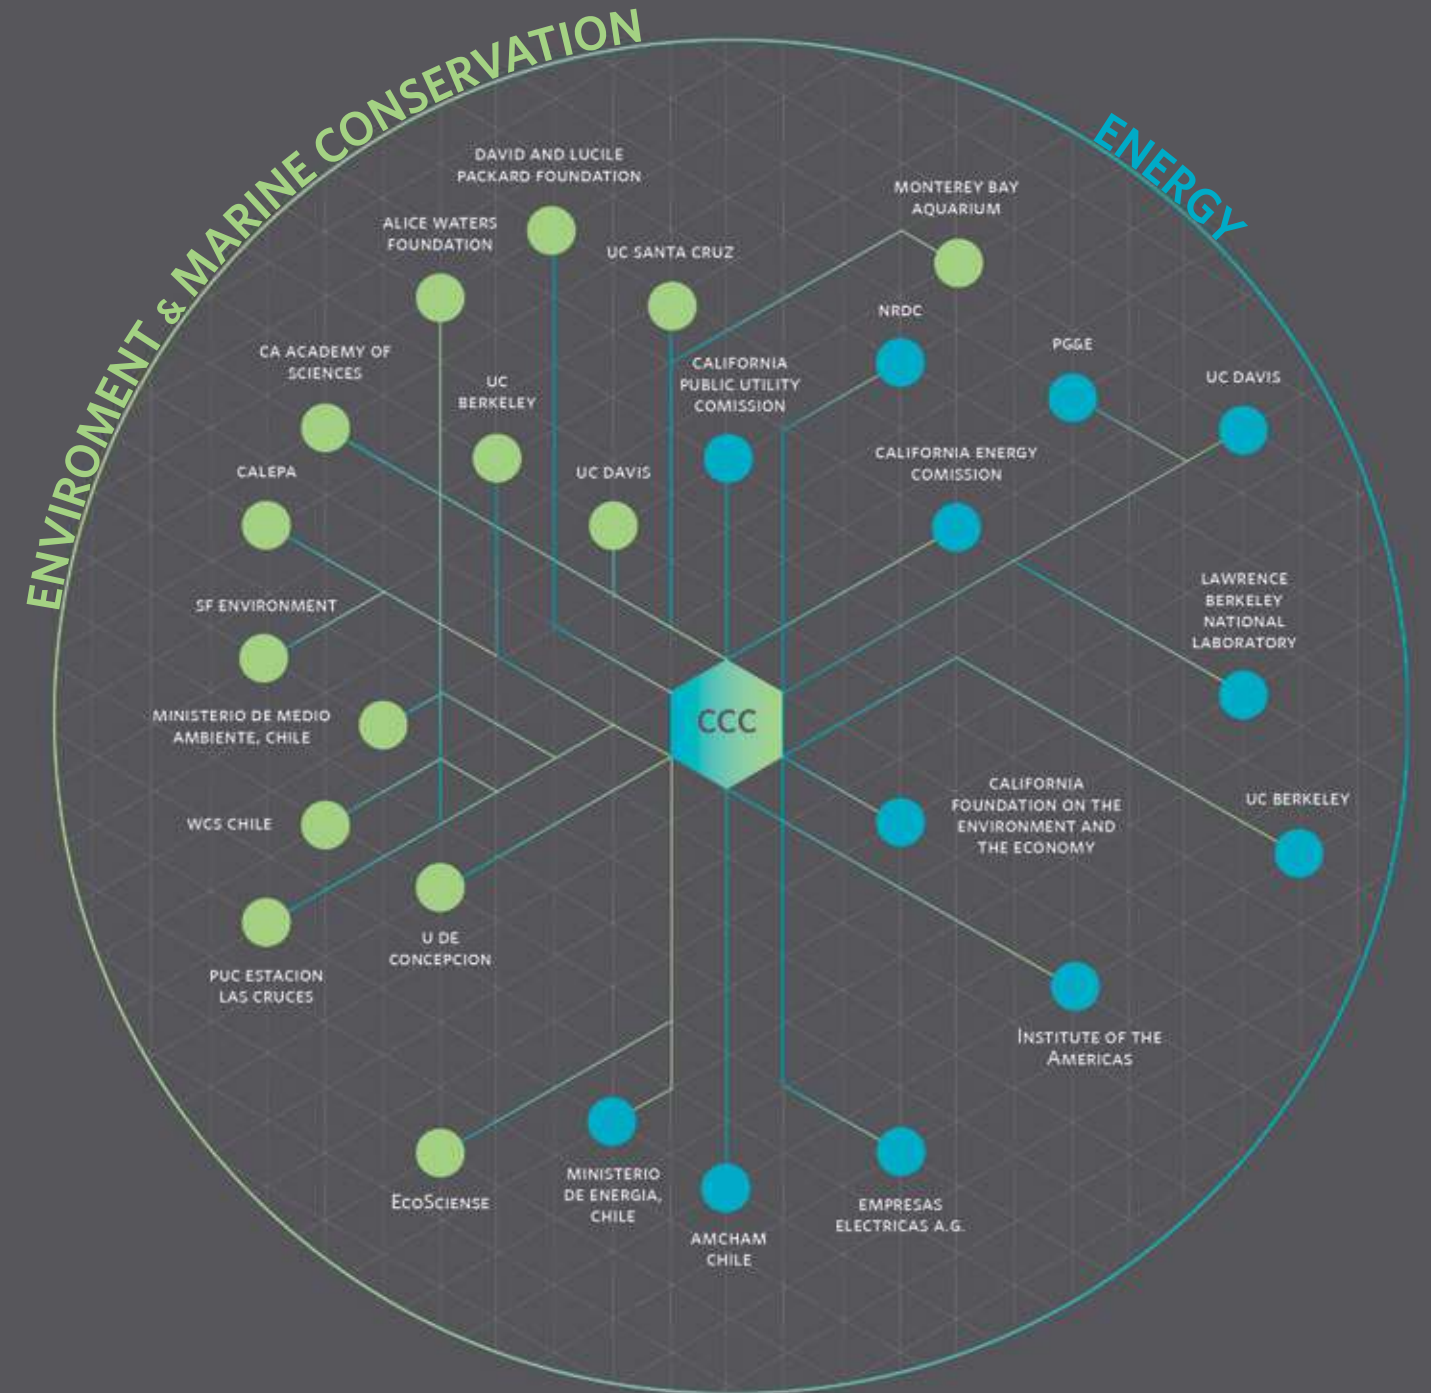 ENVIROMENT & MARINE CONSERVATION
ENERGY
DAVID AND LUCILE
PACKARD FOUNDATION
MONTEREY BAY
AQUARIUM
ALICE WATERS
FOUNDATION
UC SANTA CRUZ
NRDC
PG&E
CA ACADEMY OF
SCIENCES
CALIFORNIA
PUBLIC UTILITY
COMISSION
UC
BERKELEY
UC DAVIS
CALEPA
UC DAVIS
CALIFORNIA ENERGY
COMISSION
SF ENVIRONMENT
LAWRENCE
BERKELEY
NATIONAL
LABORATORY
MINISTERIO DE MEDIO
AMBIENTE, CHILE
CCC
WCS CHILE
CALIFORNIA
FOUNDATION ON THE
ENVIRONMENT AND
THE ECONOMY
UC BERKELEY
U DE
CONCEPCION
PUC ESTACION
LAS CRUCES
INSTITUTE OF THE
AMERICAS
ECOSCIENSE
MINISTERIO
DE ENERGIA,
CHILE
AMCHAM
CHILE
EMPRESAS
ELECTRICAS A.G.